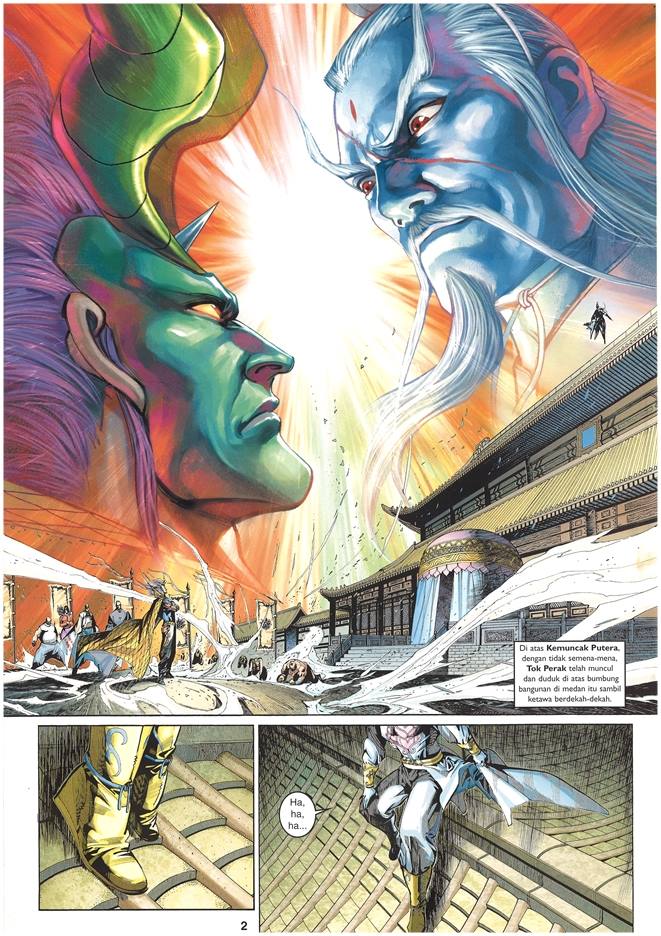 Di atas Kemuncak Putera,
dengan tidak semena-mena,
Tok Perak telah muncul
dan duduk di atas bumbung
bangunan di medan itu sambil
ketawa berdekah-dekah.
Ha,
ha,
ha...
2